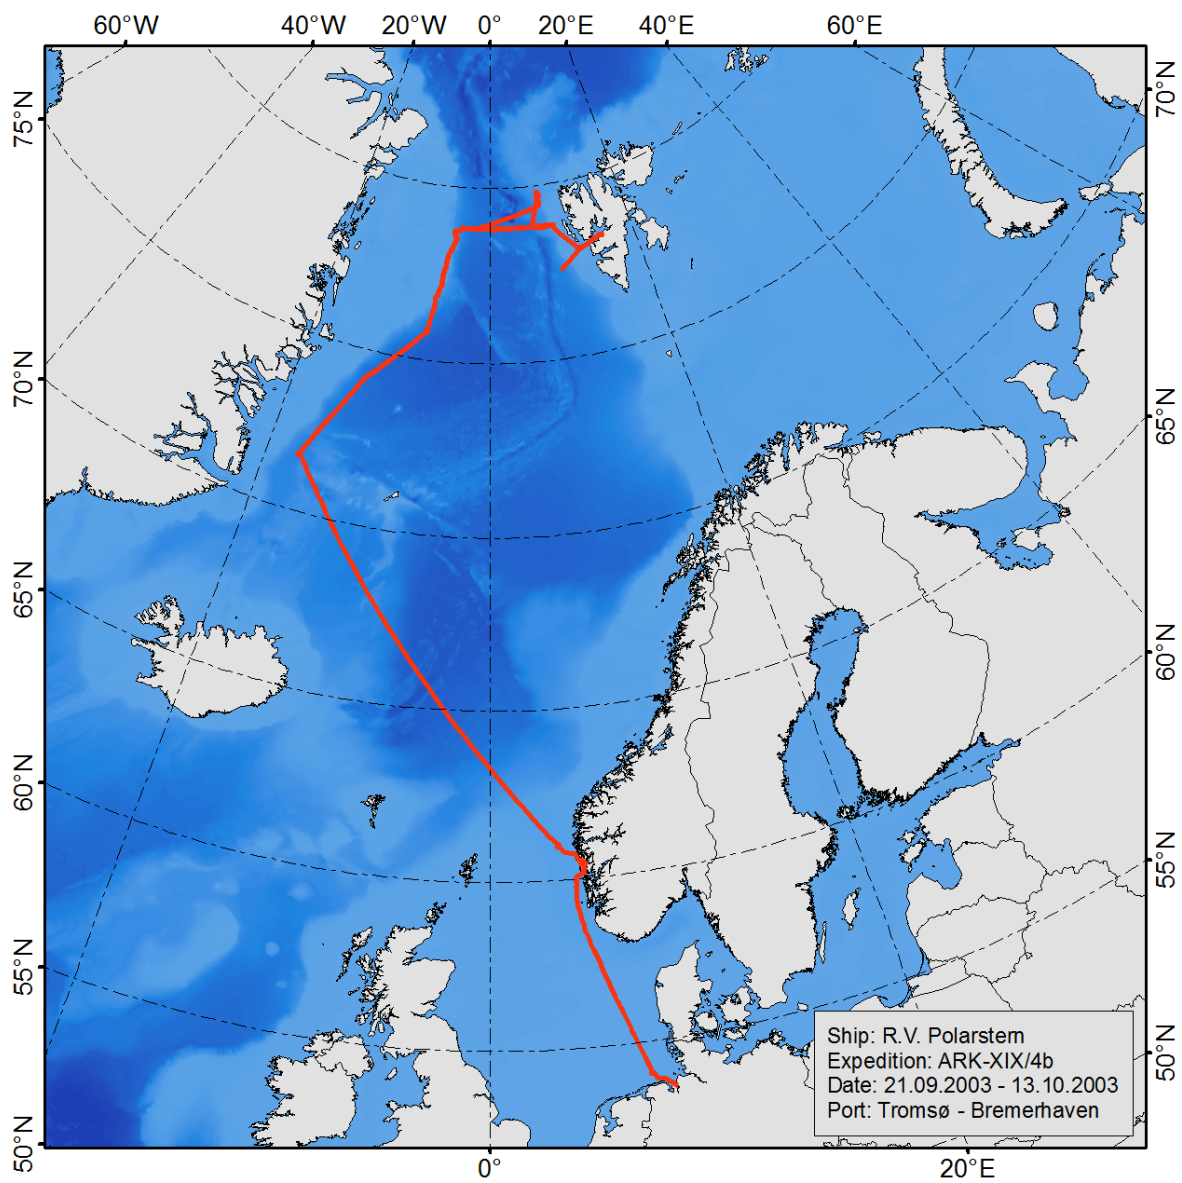 60°W 40°W 20°W 0° 20°E 40°E 60°E
75°N
70°N
65°N
60°N
55°N
50°N
70°N
65°N
60°N
55°N
50°N
Ship: R.V. Polarstern
Expedition: ARK-XIX/4b
Date: 21.09.2003 - 13.10.2003
Port: Tromsø - Bremerhaven
0° 20°E